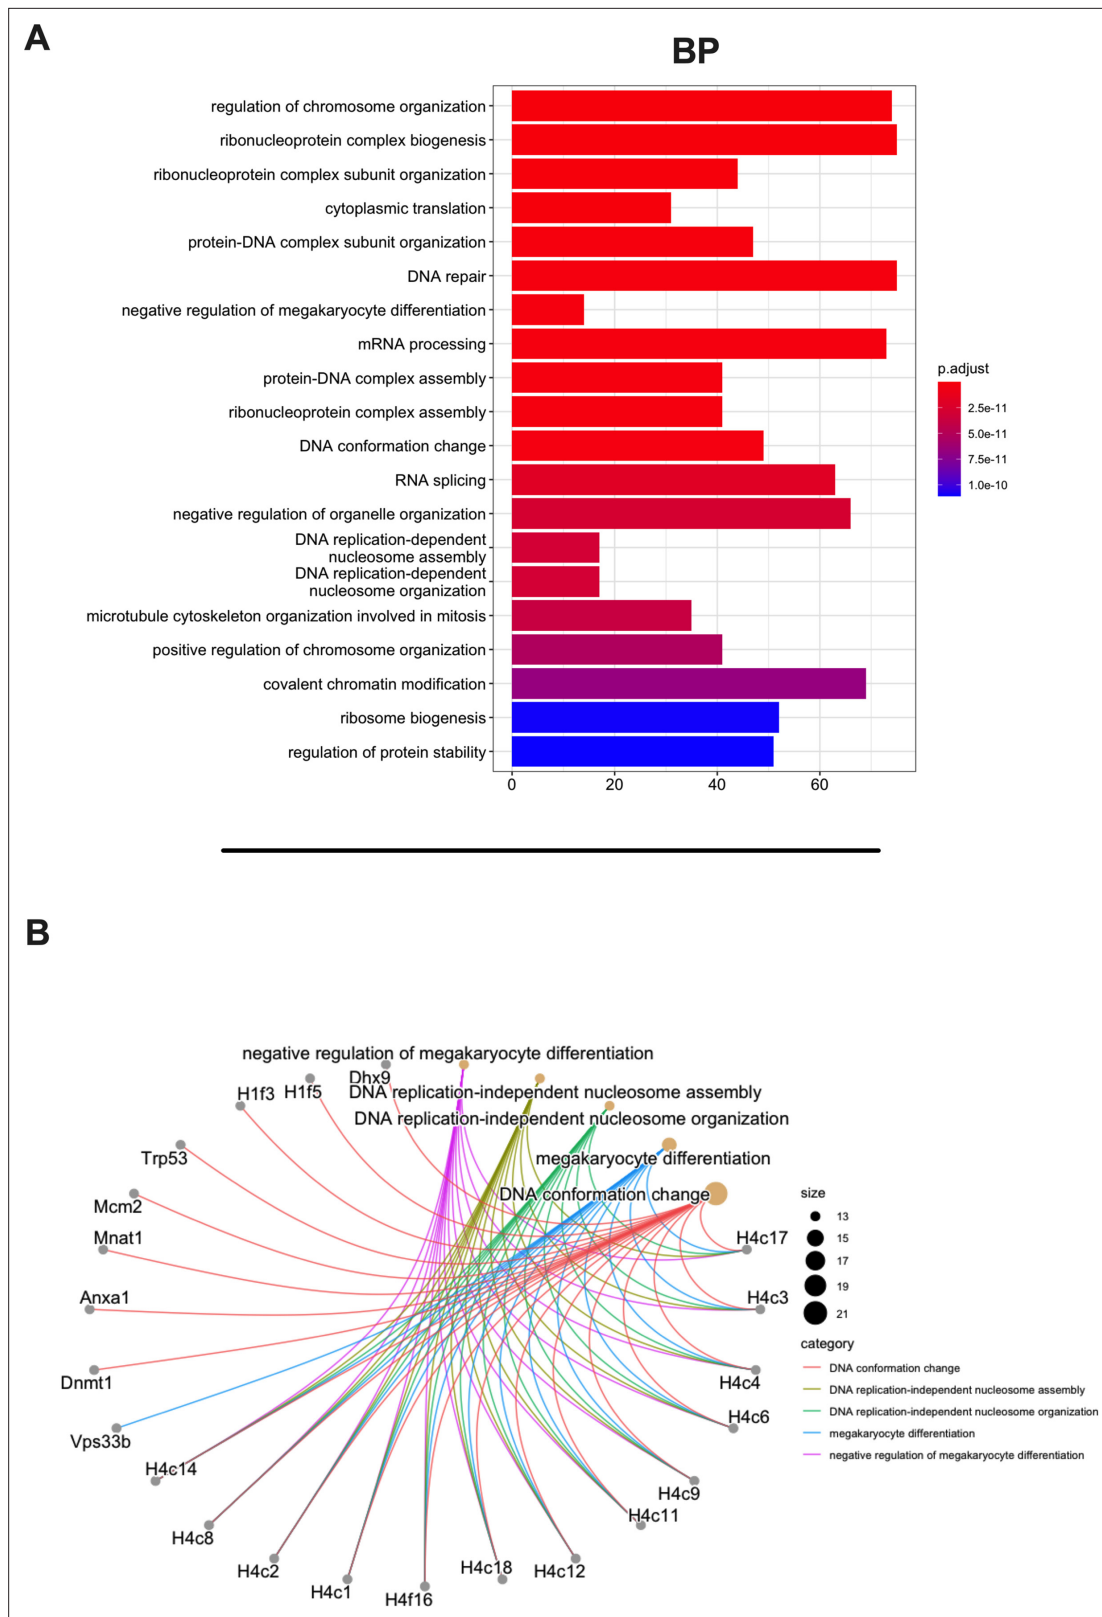 A
BP
regulation of chromosome organization
ribonucleoprotein complex biogenesis
ribonucleoprotein complex subunit organization
cytoplasmic translation
protein-DNA complex subunit organization
DNA repair
negative regulation of megakaryocyte differentiation
mRNA processing
protein-DNA complex assembly
ribonucleoprotein complex assembly
DNA conformation change
RNA splicing
negative regulation of organelle organization
DNA replication-dependent
nucleosome assembly
DNA replication-dependent
nucleosome organization
microtubule cytoskeleton organization involved in mitosis
positive regulation of chromosome organization
covalent chromatin modification
ribosome biogenesis
regulation of protein stability
0 20 40 60
p.adjust
2.5e-11
5.0e-11
7.5e-11
1.0e-10
B
negative regulation of megakaryocyte differentiation
Dhx9
H1f5
H1f3
DNA replication-independent nucleosome assembly
DNA replication-independent nucleosome organization
Trp53
megakaryocyte differentiation
DNA conformation change
Mcm2
Mnat1
Anxa1
Dnmt1
Vps33b
H4c14
H4c8
H4c2
H4c1
H4f16
H4c18
H4c12
H4c11
H4c9
H4c6
H4c4
H4c3
H4c17
size
13
15
17
19
21
category
DNA conformation change
DNA replication-independent nucleosome assembly
DNA replication-independent nucleosome organization
megakaryocyte differentiation
negative regulation of megakaryocyte differentiation